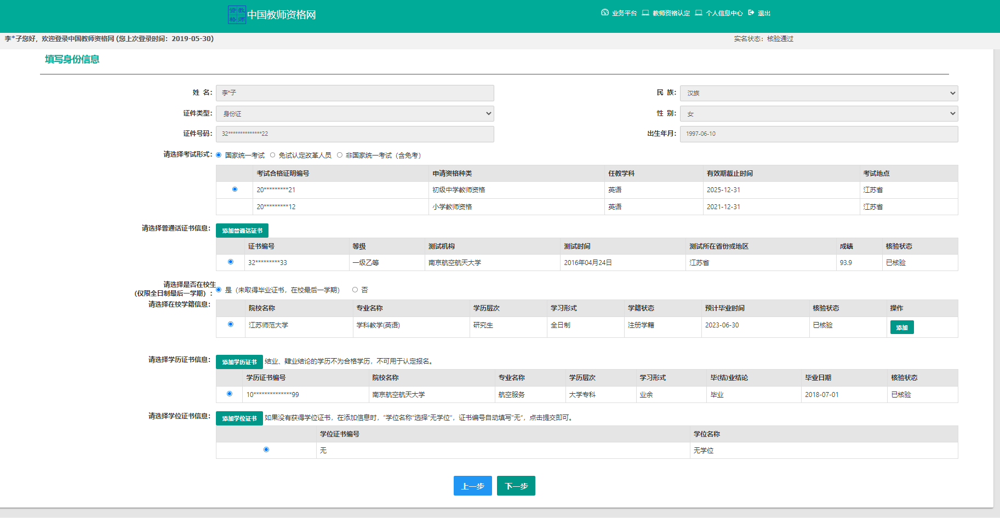 资教格师 中国教师资格网 业务平台 教师资格认定 个人信息中心 退出
李*子您好，欢迎登录中国教师资格网 (您上次登录时间：2019-05-30) 实名状态：核验通过
填写身份信息
姓 名： 李*子 民 族： 汉族
证件类型： 身份证 性 别： 女
证件号码： 32**************22 出生年月： 1997-06-10
请选择考试形式： 国家统一考试 免试认定改革人员 非国家统一考试（含免考）
考试合格证明编号 申请资格种类 任教学科 有效期截止时间 考试地点
20*********21 初级中学教师资格 英语 2025-12-31 江苏省
20*********12 小学教师资格 英语 2021-12-31 江苏省
请选择普通话证书信息： 添加普通话证书
证书编号 等级 测试机构 测试时间 测试所在省份或地区 成绩 核验状态
32*********33 一级乙等 南京航空航天大学 2016年04月24日 江苏省 93.9 已核验
请选择是否在校生
（仅限全日制最后一学期）： 是（未取得毕业证书，在校最后一学期） 否
请选择在校学籍信息： 院校名称 专业名称 学历层次 学习形式 学籍状态 预计毕业时间 核验状态 操作
江苏师范大学 学科教学(英语) 研究生 全日制 注册学籍 2023-06-30 已核验 添加
请选择学历证书信息： 添加学历证书 结业、肄业结论的学历不为合格学历，不可用于认定报名。
学历证书编号 院校名称 专业名称 学历层次 学习形式 毕(结)业结论 毕业日期 核验状态
10**************99 南京航空航天大学 航空服务 大学专科 业余 毕业 2018-07-01 已核验
请选择学位证书信息： 添加学位证书 如果没有获得学位证书，在添加信息时，“学位名称”选择“无学位”，证书编号自动填写“无”，点击提交即可。
学位证书编号 学位名称
无 无学位
上一步 下一步